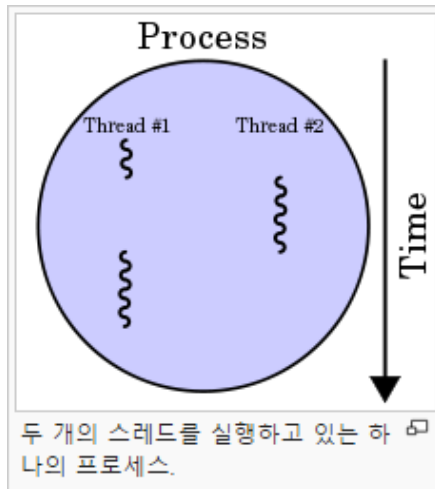 Process
Thread #1 Thread #2
Time
두 개의 스레드를 실행하고 있는 하
나의 프로세스.